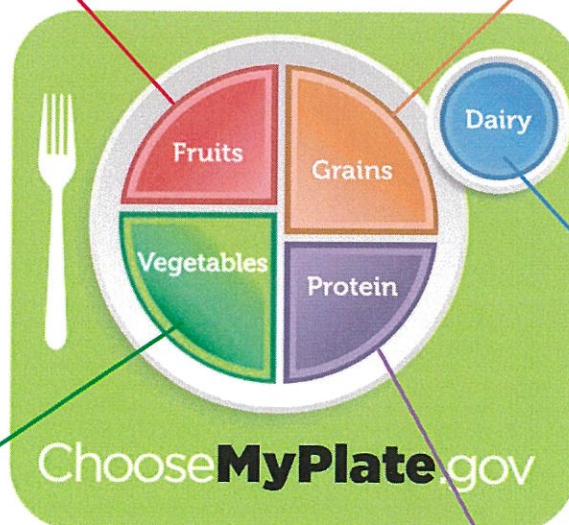 Fruits
Grains
Dairy
Vegetables
Protein
ChooseMyPlate.gov